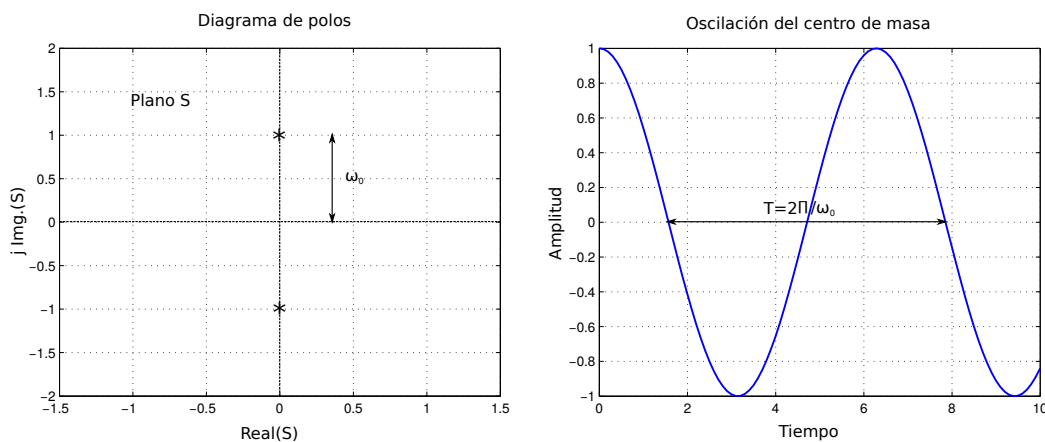 Diagrama de polos
2
1.5
1
0.5
0
−0.5
−1
−1.5
−2
j Img.(S)
Plano S
ω₀
−1.5 −1 −0.5 0 0.5 1 1.5
Real(S)
Oscilación del centro de masa
1
0.8
0.6
0.4
0.2
0
−0.2
−0.4
−0.6
−0.8
−1
Amplitud
T=2Π/ω₀
0 2 4 6 8 10
Tiempo